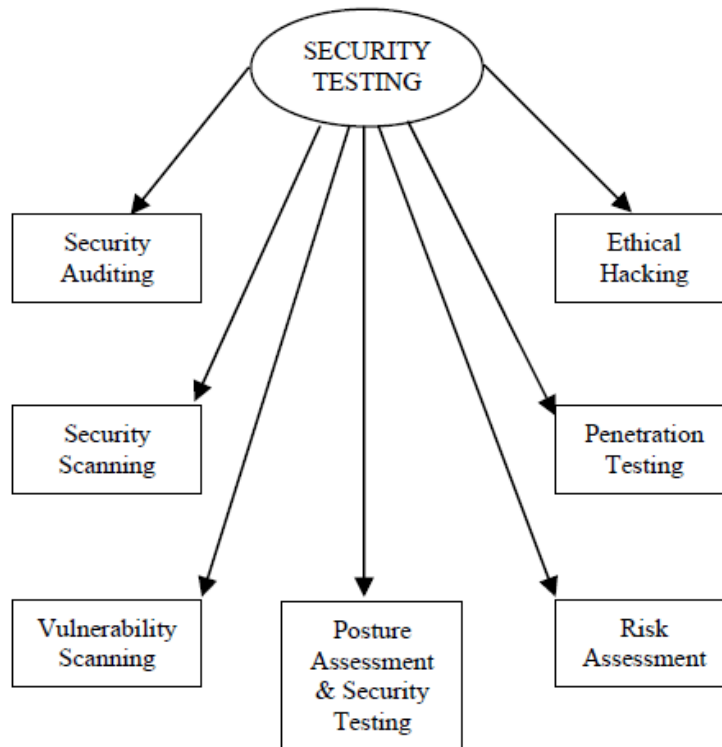 SECURITY
TESTING
Security
Auditing
Ethical
Hacking
Security
Scanning
Penetration
Testing
Vulnerability
Scanning
Posture
Assessment
& Security
Testing
Risk
Assessment